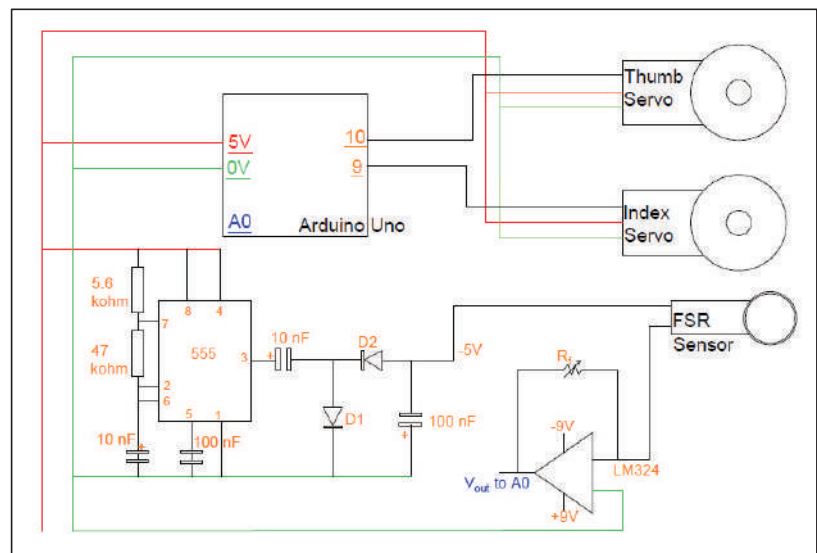 Thumb
Servo
10
5V
0V
9
A0
Arduino Uno
Index
Servo
5.6
kohm
8
4
7
10 nF
D2
-5V
FSR
Sensor
47
kohm
555
3
+
Rf
2
6
D1
100 nF
+
5
1
10 nF
+
100 nF
-9V
LM324
Vout to A0
+9V